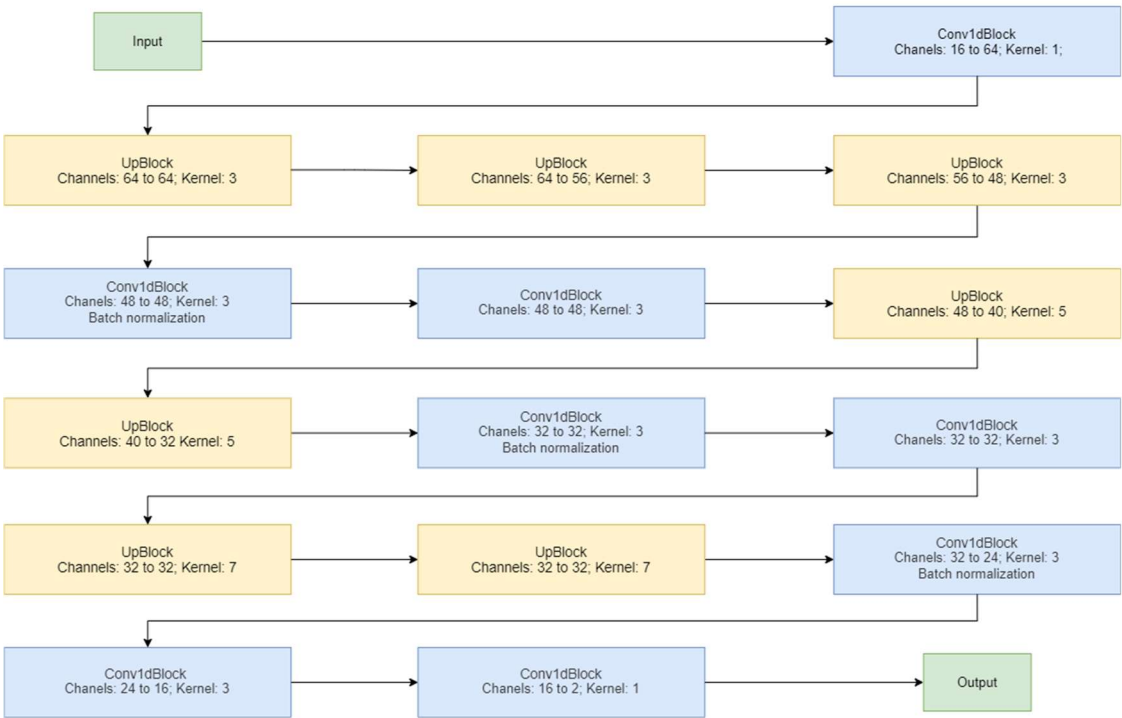 Input
Conv1dBlock
Chanels: 16 to 64; Kernel: 1;
UpBlock
Channels: 64 to 64; Kernel: 3
UpBlock
Channels: 64 to 56; Kernel: 3
UpBlock
Channels: 56 to 48; Kernel: 3
Conv1dBlock
Chanels: 48 to 48; Kernel: 3
Batch normalization
Conv1dBlock
Chanels: 48 to 48; Kernel: 3
UpBlock
Channels: 48 to 40; Kernel: 5
UpBlock
Channels: 40 to 32 Kernel: 5
Conv1dBlock
Chanels: 32 to 32; Kernel: 3
Batch normalization
Conv1dBlock
Chanels: 32 to 32; Kernel: 3
UpBlock
Channels: 32 to 32; Kernel: 7
UpBlock
Channels: 32 to 32; Kernel: 7
Conv1dBlock
Chanels: 32 to 24; Kernel: 3
Batch normalization
Conv1dBlock
Chanels: 24 to 16; Kernel: 3
Conv1dBlock
Chanels: 16 to 2; Kernel: 1
Output